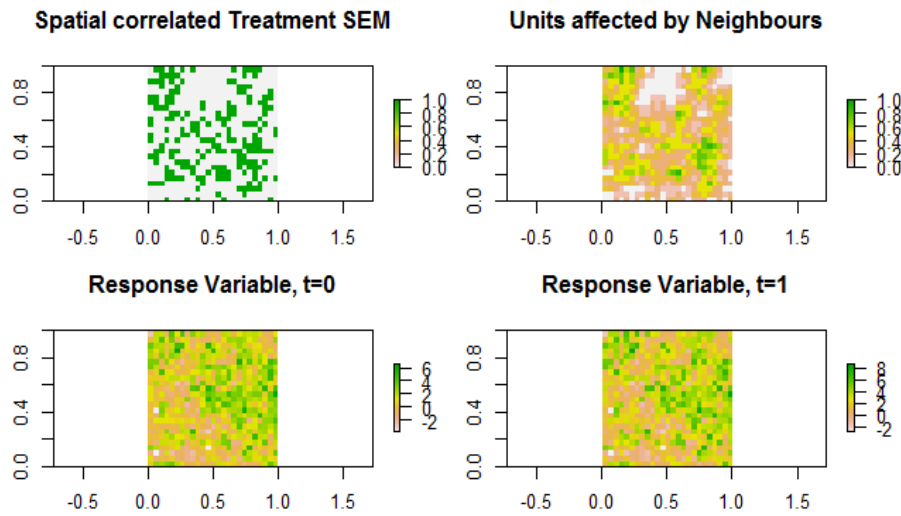 Spatial correlated Treatment SEM
Units affected by Neighbours
0.0 0.4 0.8
1.0
0.8
0.6
0.4
0.2
0.0
-0.5 0.0 0.5 1.0 1.5
0.0 0.4 0.8
1.0
0.8
0.6
0.4
0.2
0.0
-0.5 0.0 0.5 1.0 1.5
Response Variable, t=0
Response Variable, t=1
0.0 0.4 0.8
6
4
2
0
-2
-0.5 0.0 0.5 1.0 1.5
0.0 0.4 0.8
8
6
4
2
0
-2
-0.5 0.0 0.5 1.0 1.5